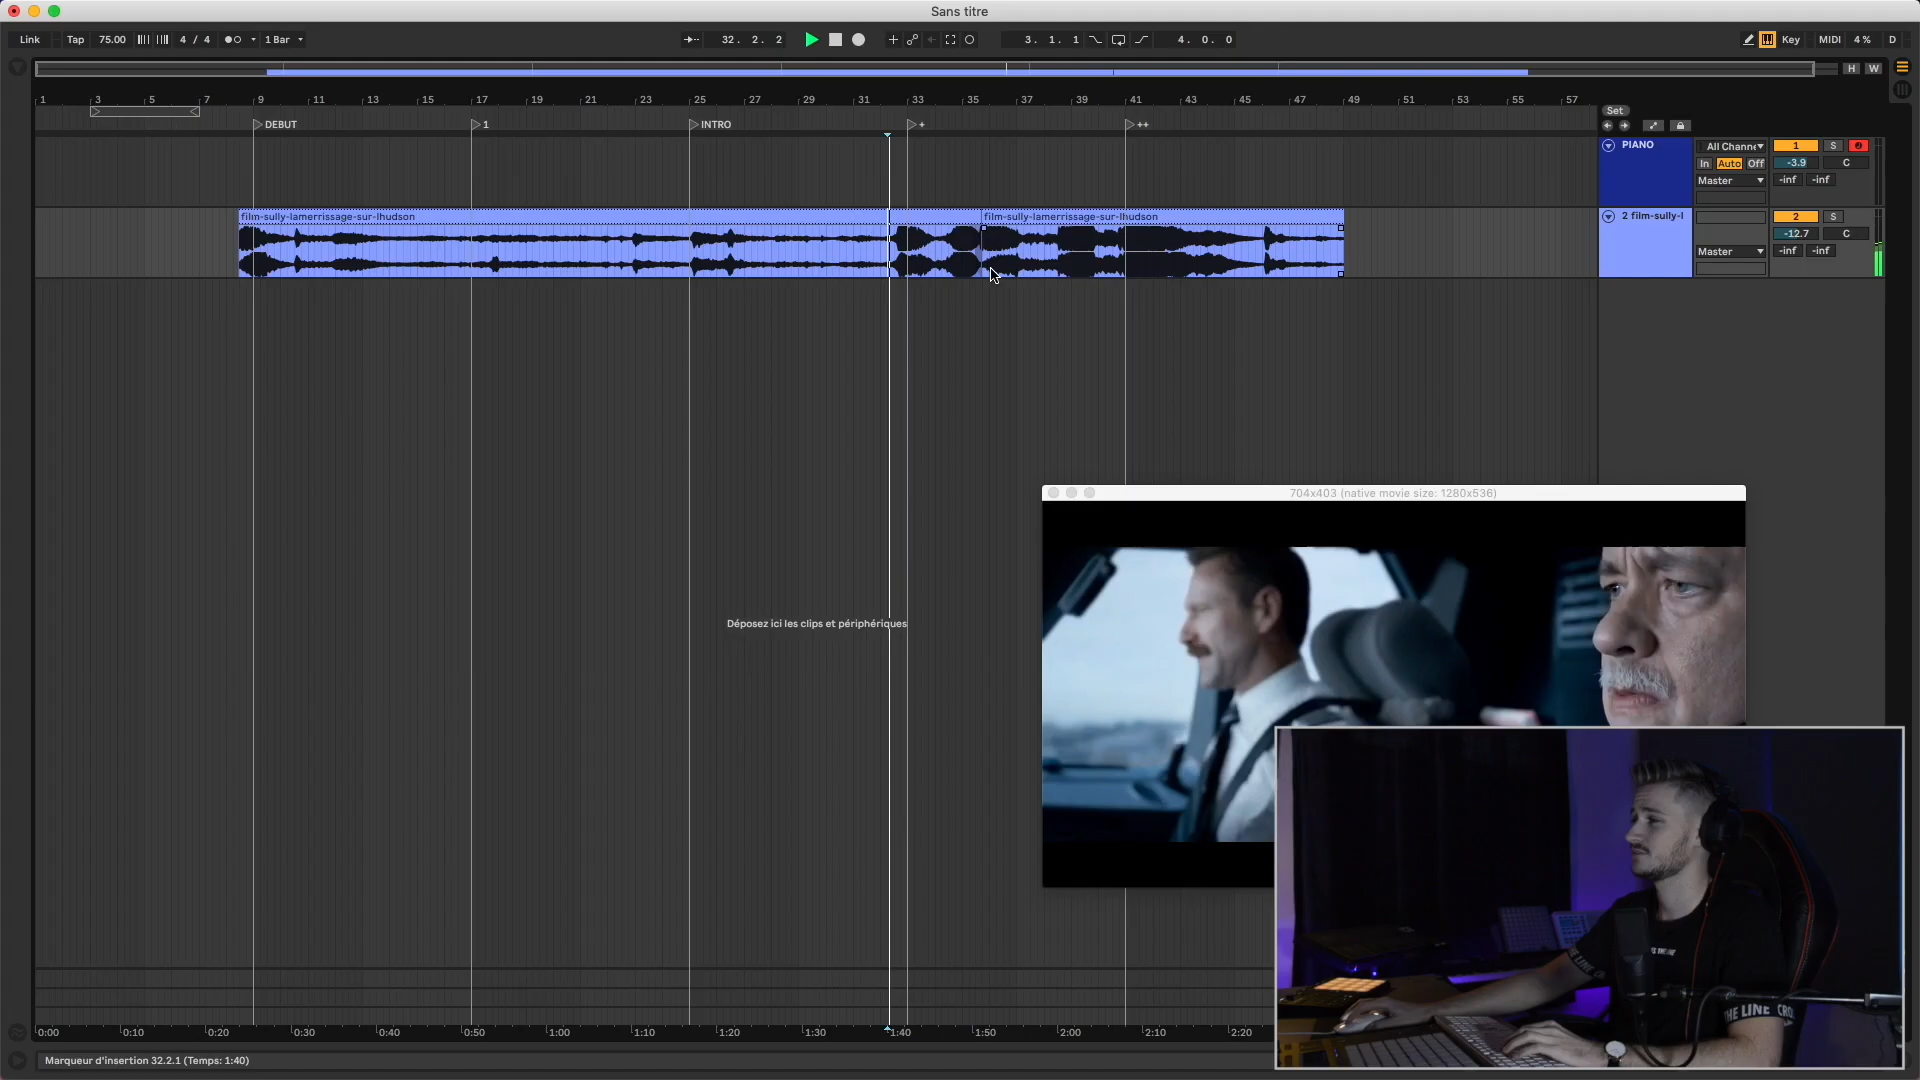 Sans titre
Link Tap 75.00 4 / 4 1 Bar 32. 2. 2 3. 1. 1 4. 0. 0 Key MIDI 4 % D
H W
1 3 5 7 9 11 13 15 17 19 21 23 25 27 29 31 33 35 37 39 41 43 45 47 49 51 53 55 57
Set
DEBUT 1 INTRO + ++
PIANO All Channe 1 S
In Auto Off -3.9 C
Master -inf -inf
film-sully-lamerrissage-sur-lhudson film-sully-lamerrissage-sur-lhudson 2 film-sully-l 2 S
-12.7 C
Master -inf -inf
704x403 (native movie size: 1280x536)
Déposez ici les clips et périphériques
THE LINE
THE LINE CRO
0:00 0:10 0:20 0:30 0:40 0:50 1:00 1:10 1:20 1:30 1:40 1:50 2:00 2:10 2:20
Marqueur d'insertion 32.2.1 (Temps: 1:40)